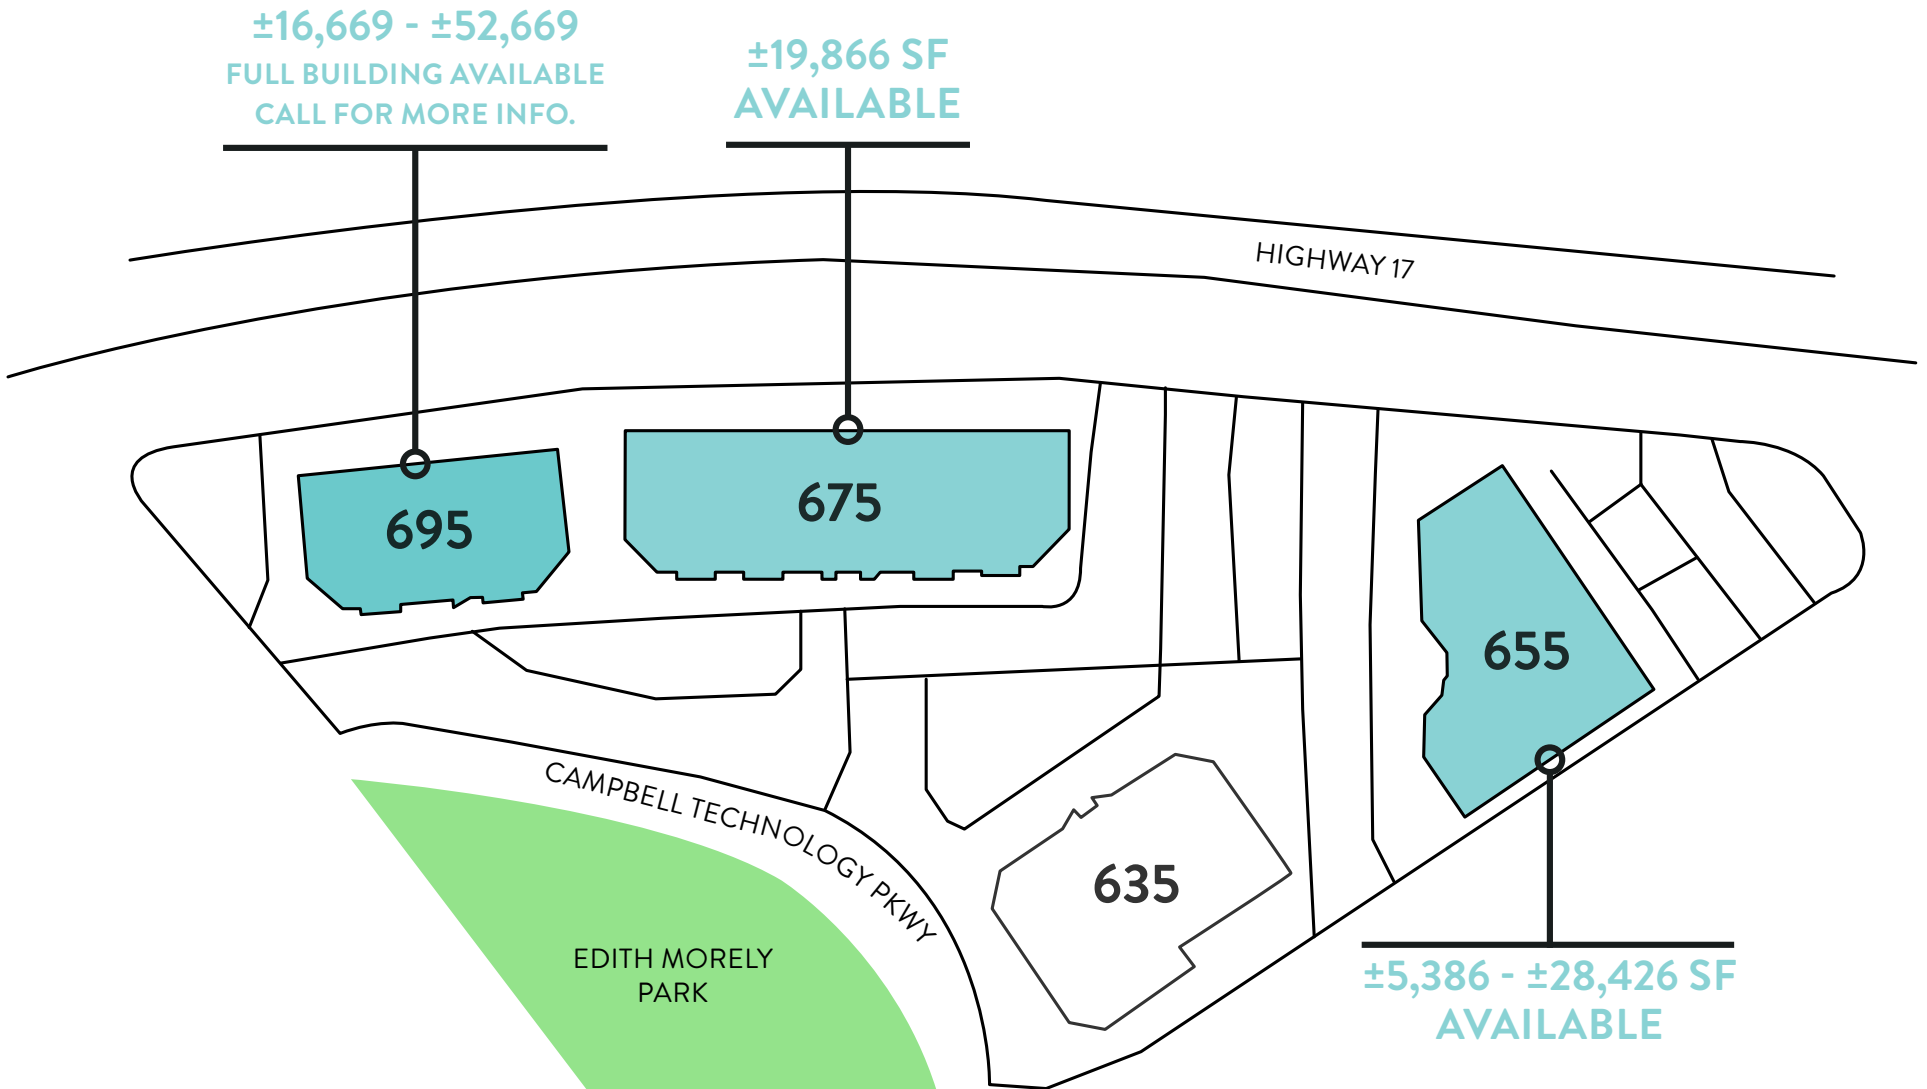 ±16,669 - ±52,669
FULL BUILDING AVAILABLE
CALL FOR MORE INFO.
±19,866 SF
AVAILABLE
HIGHWAY 17
695
675
655
635
CAMPBELL TECHNOLOGY PKWY
EDITH MORELY
PARK
±5,386 - ±28,426 SF
AVAILABLE